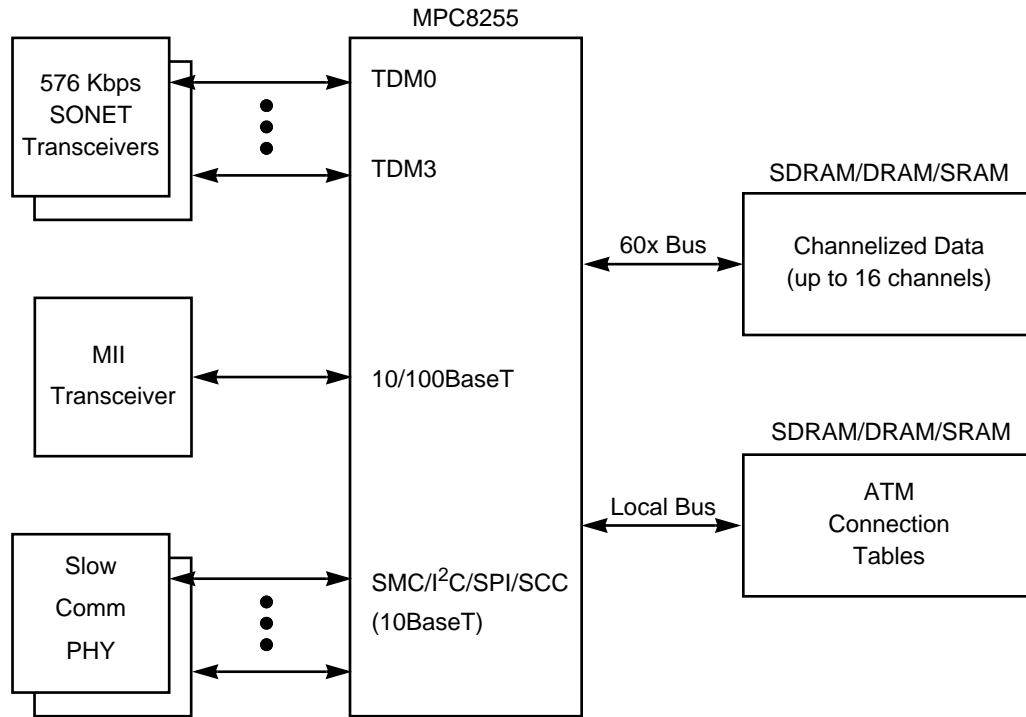 MPC8255
576 Kbps
SONET
Transceivers
TDM0
TDM3
SDRAM/DRAM/SRAM
60x Bus
Channelized Data
(up to 16 channels)
MII
Transceiver
10/100BaseT
SDRAM/DRAM/SRAM
Local Bus
ATM
Connection
Tables
Slow
Comm
PHY
SMC/I²C/SPI/SCC
(10BaseT)